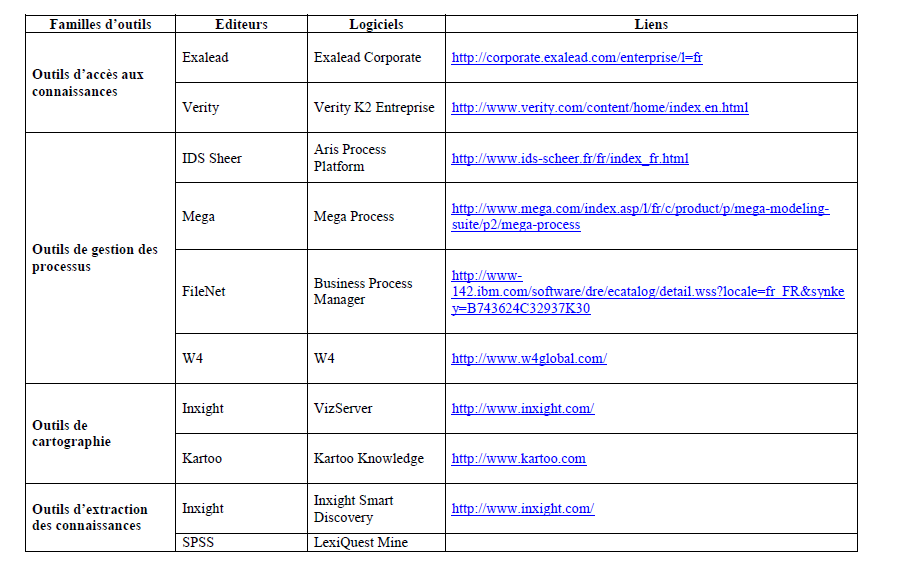 Familles d'outils Editeurs Logiciels Liens
Outils d'accès aux
connaissances
Exalead Exalead Corporate http://corporate.exalead.com/enterprise/l=fr
Verity Verity K2 Entreprise http://www.verity.com/content/home/index.en.html
Outils de gestion des
processus
IDS Sheer Aris Process
Platform http://www.ids-scheer.fr/fr/index_fr.html
Mega Mega Process http://www.mega.com/index.asp/l/fr/c/product/p/mega-modeling-
suite/p2/mega-process
FileNet Business Process
Manager http://www-
142.ibm.com/software/dre/ecatalog/detail.wss?locale=fr_FR&synke
y=B743624C32937K30
W4 W4 http://www.w4global.com/
Outils de
cartographie
Inxight VizServer http://www.inxight.com/
Kartoo Kartoo Knowledge http://www.kartoo.com
Outils d'extraction
des connaissances
Inxight Inxight Smart
Discovery http://www.inxight.com/
SPSS LexiQuest Mine